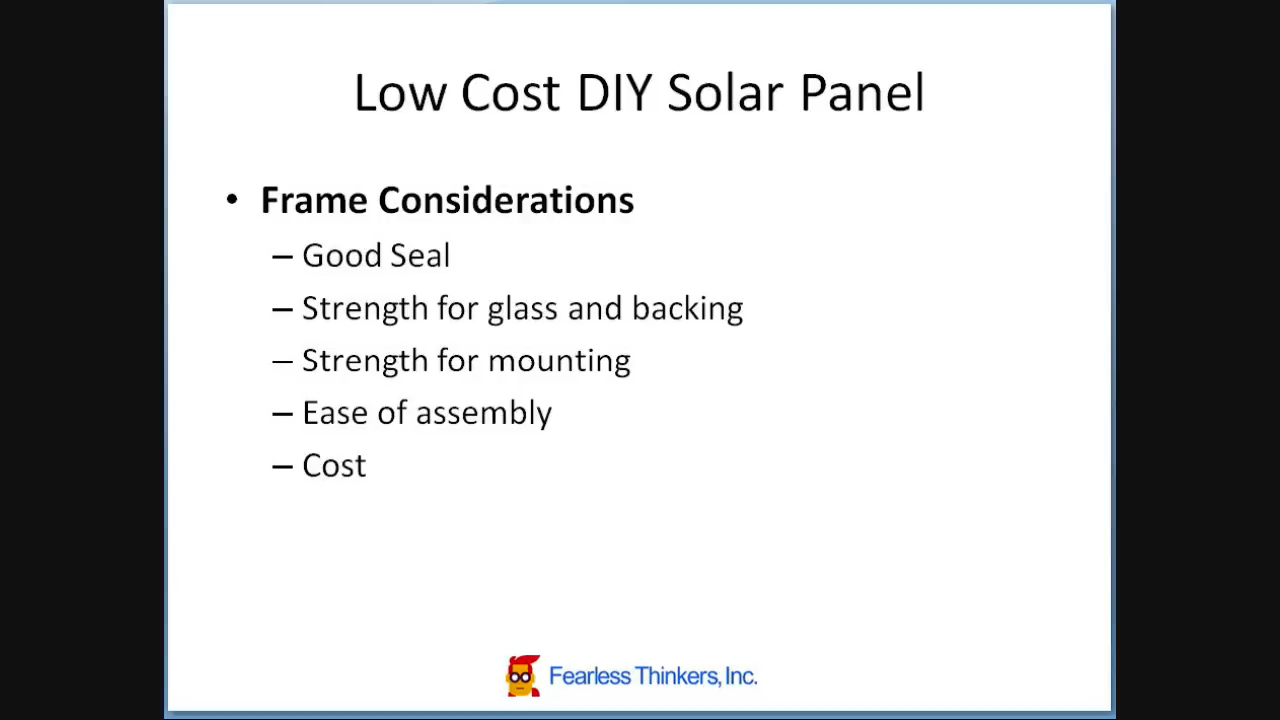 Low Cost DIY Solar Panel
• Frame Considerations
– Good Seal
– Strength for glass and backing
– Strength for mounting
– Ease of assembly
– Cost
Fearless Thinkers, Inc.